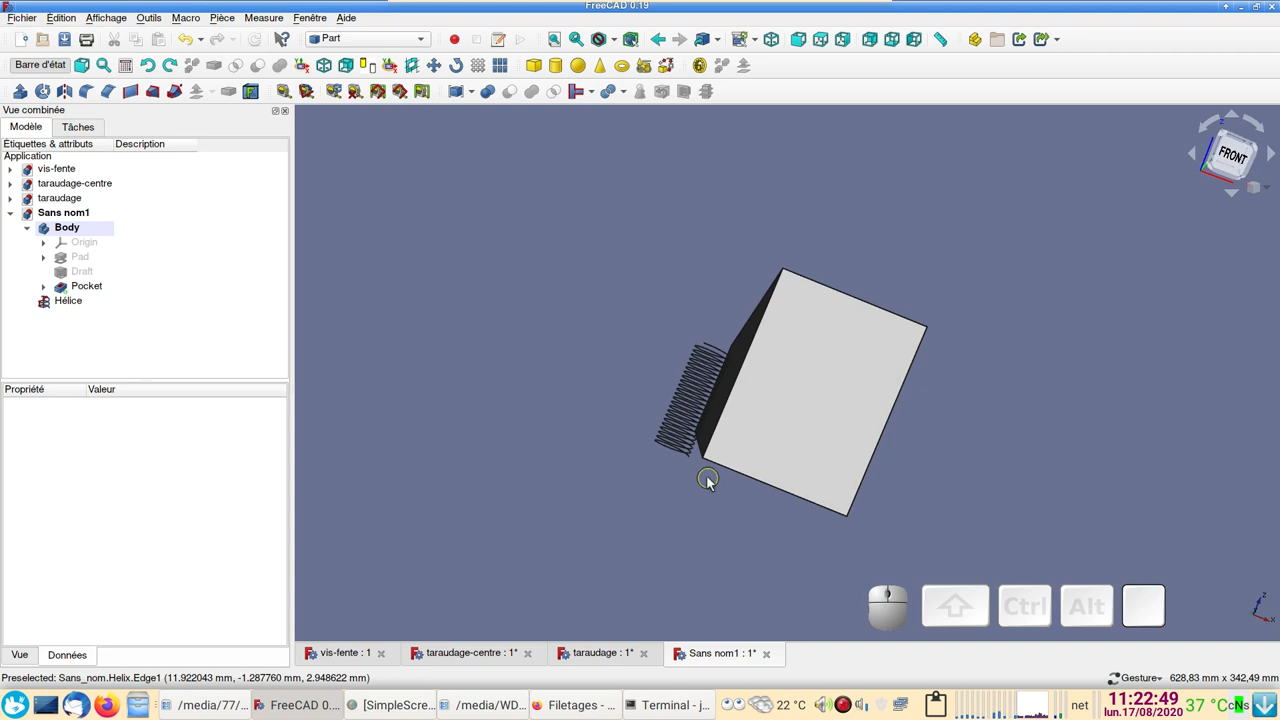 FreeCAD 0.19
Fichier Édition Affichage Outils Macro Pièce Mesure Fenêtre Aide
Part
Barre d'état
Vue combinée
Modèle Tâches
Étiquettes & attributs Description
Application
vis-fente
taraudage-centre
taraudage
Sans nom1
Body
Origin
Pad
Draft
Pocket
Hélice
Propriété Valeur
FRONT
Z
Ctrl Alt
Vue Données
vis-fente : 1 taraudage-centre : 1* taraudage : 1* Sans nom1 : 1*
Preselected: Sans_nom.Helix.Edge1 (11.922043 mm, -1.287760 mm, 2.948622 mm) Gesture 628,83 mm x 342,49 mm
/media/77/... FreeCAD 0... [SimpleScre... /media/WD... Filetages - ... Terminal - j... 22 °C net 11:22:49 lun.17/08/2020 37 °C